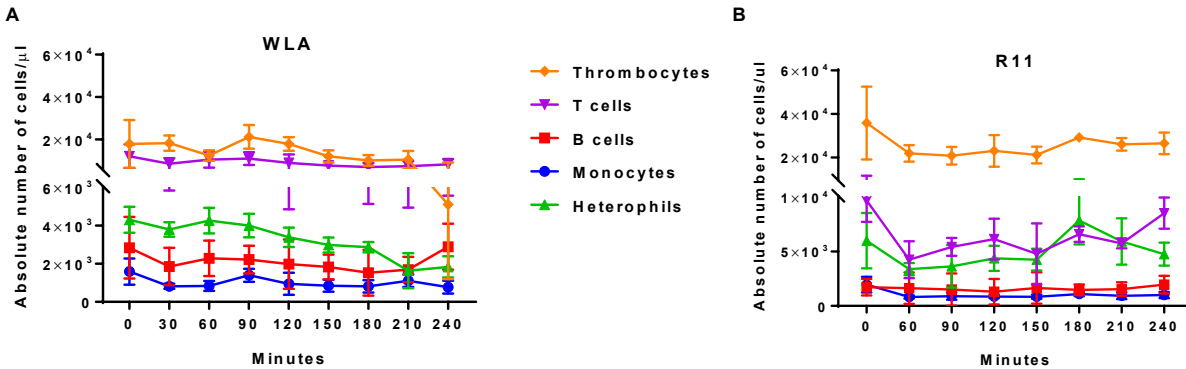 A
WLA
Absolute number of cells/µl
6×10⁴
4×10⁴
2×10⁴
6×10³
4×10³
2×10³
0
0 30 60 90 120 150 180 210 240
Minutes
Thrombocytes
T cells
B cells
Monocytes
Heterophils
B
R11
Absolute number of cells/ul
6×10⁴
4×10⁴
2×10⁴
1×10⁴
5×10³
0
0 60 90 120 150 180 210 240
Minutes